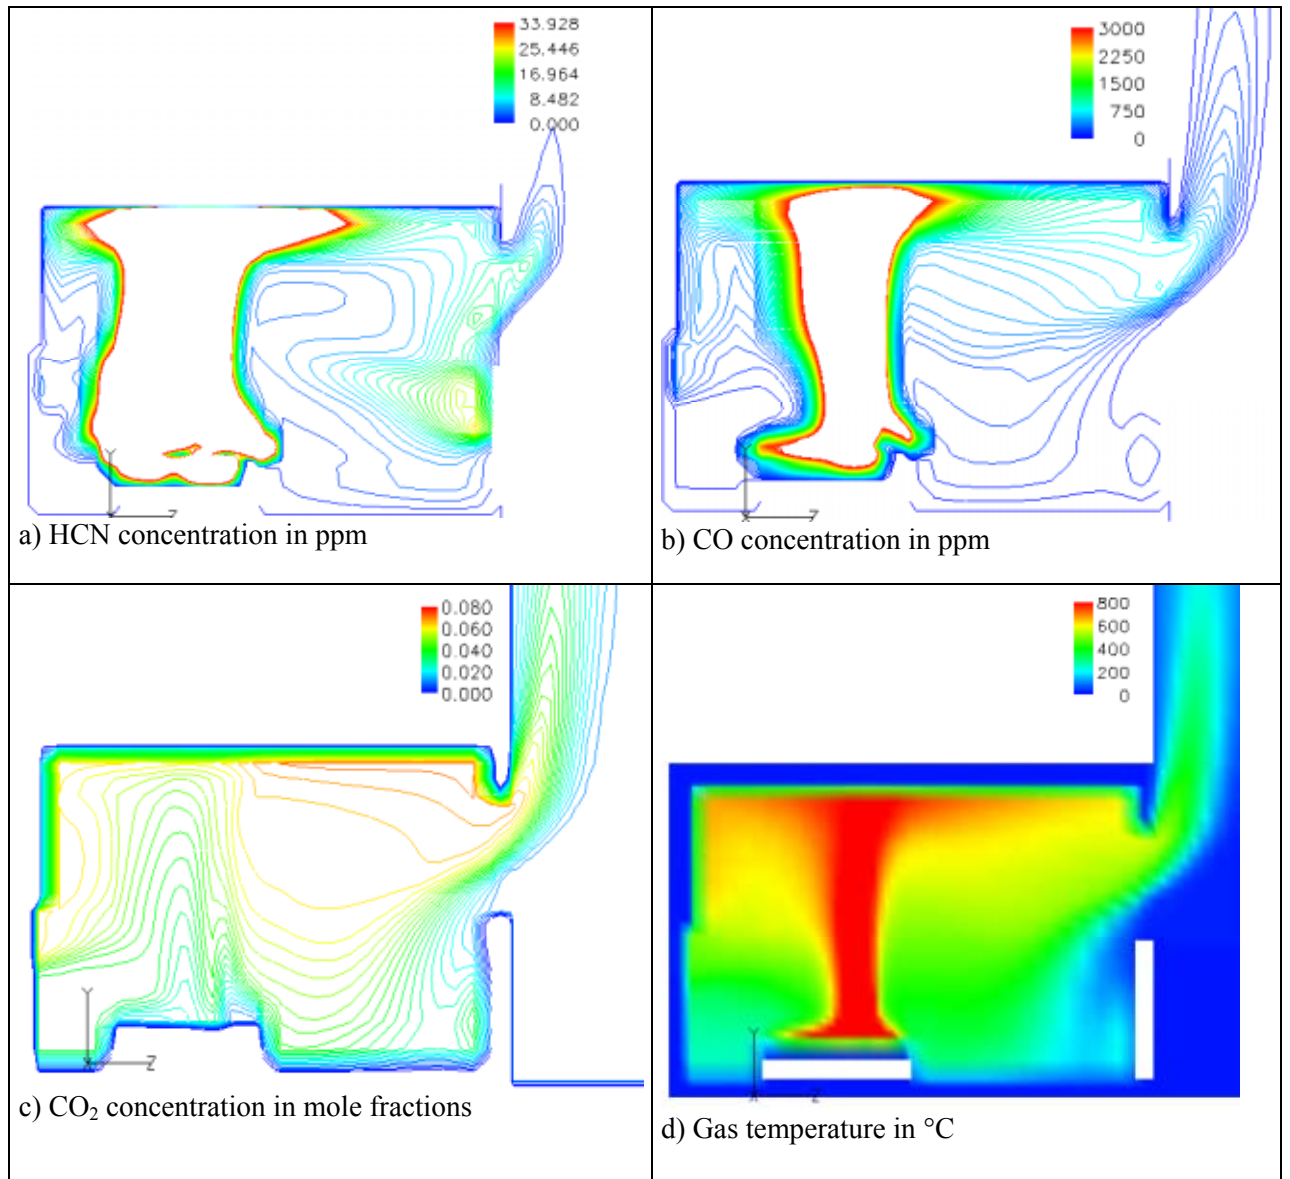 33.928
25.446
16.964
8.482
0.000
Y
Z
a) HCN concentration in ppm
3000
2250
1500
750
0
Y
X
Z
b) CO concentration in ppm
0.080
0.060
0.040
0.020
0.000
Y
X
Z
c) CO₂ concentration in mole fractions
800
600
400
200
0
Y
X
Z
d) Gas temperature in °C